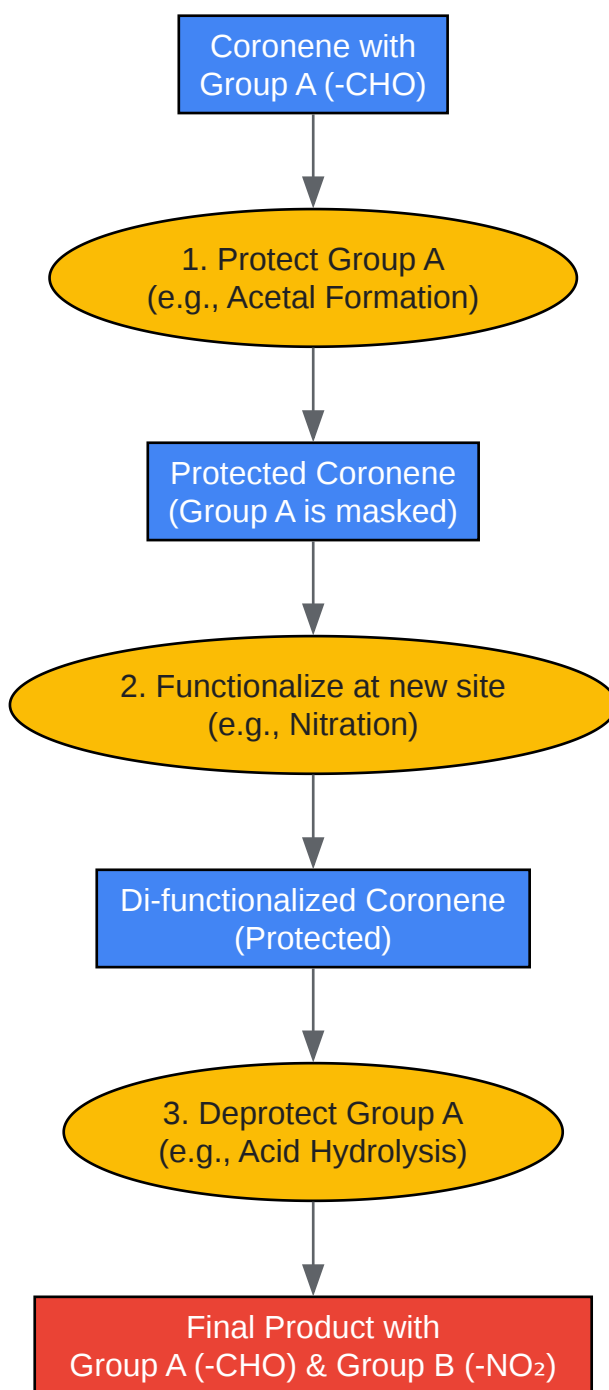 Coronene with
Group A (-CHO)
1. Protect Group A
(e.g., Acetal Formation)
Protected Coronene
(Group A is masked)
2. Functionalize at new site
(e.g., Nitration)
Di-functionalized Coronene
(Protected)
3. Deprotect Group A
(e.g., Acid Hydrolysis)
Final Product with
Group A (-CHO) & Group B (-NO₂)